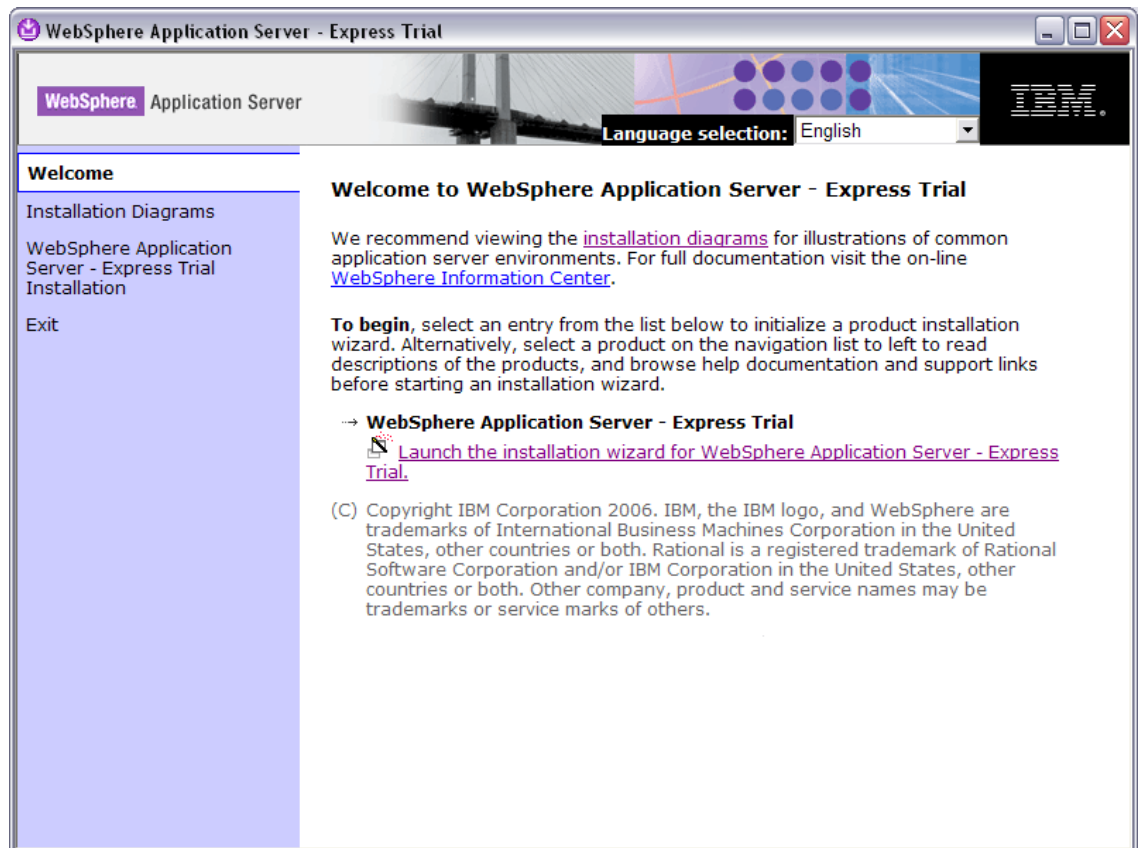 WebSphere Application Server - Express Trial
WebSphere. Application Server
IBM.
Language selection: English
Welcome
Installation Diagrams
WebSphere Application
Server - Express Trial
Installation
Exit
Welcome to WebSphere Application Server - Express Trial
We recommend viewing the installation diagrams for illustrations of common
application server environments. For full documentation visit the on-line
WebSphere Information Center.
To begin, select an entry from the list below to initialize a product installation
wizard. Alternatively, select a product on the navigation list to left to read
descriptions of the products, and browse help documentation and support links
before starting an installation wizard.
WebSphere Application Server - Express Trial
Launch the installation wizard for WebSphere Application Server - Express
Trial.
(C) Copyright IBM Corporation 2006. IBM, the IBM logo, and WebSphere are
trademarks of International Business Machines Corporation in the United
States, other countries or both. Rational is a registered trademark of Rational
Software Corporation and/or IBM Corporation in the United States, other
countries or both. Other company, product and service names may be
trademarks or service marks of others.